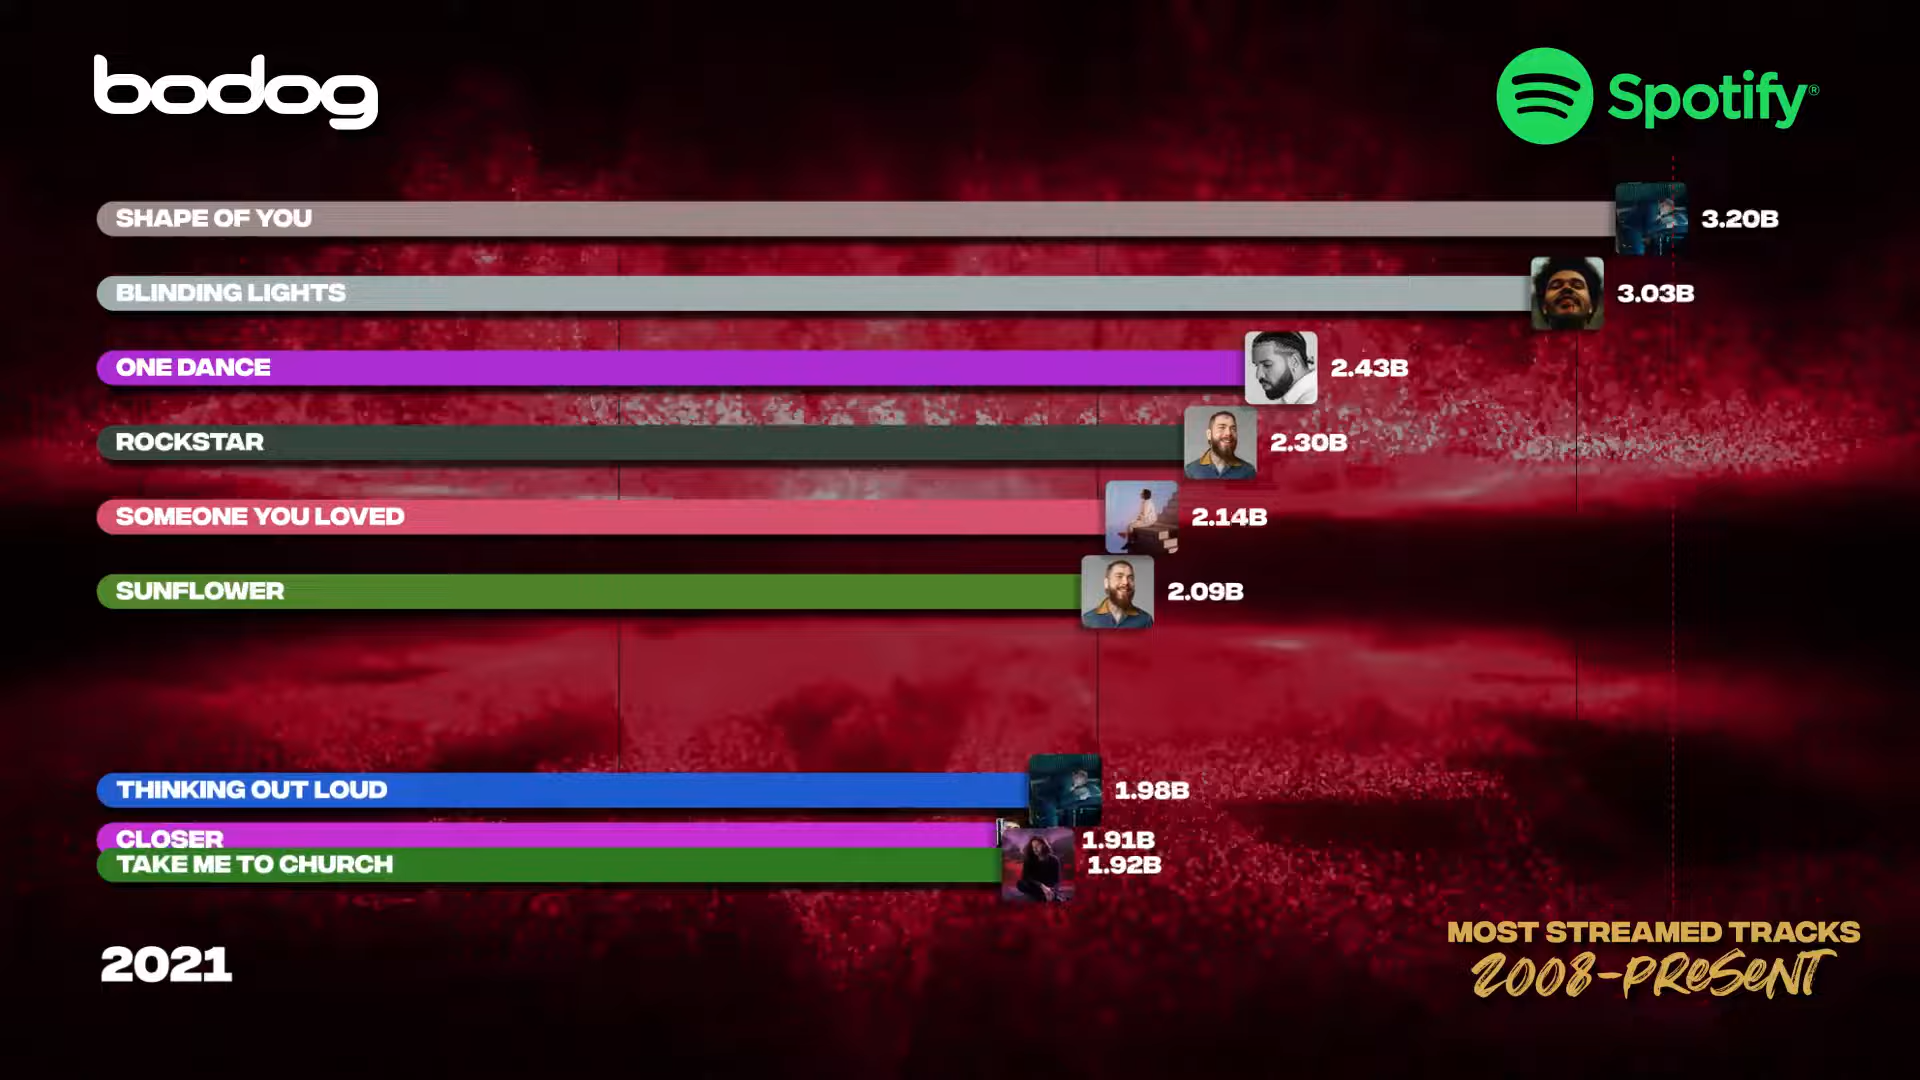 bodog
Spotify®
SHAPE OF YOU 3.20B
BLINDING LIGHTS 3.03B
ONE DANCE 2.43B
ROCKSTAR 2.30B
SOMEONE YOU LOVED 2.14B
SUNFLOWER 2.09B
THINKING OUT LOUD 1.98B
CLOSER 1.91B
TAKE ME TO CHURCH 1.92B
2021
MOST STREAMED TRACKS
2008-PRESENT